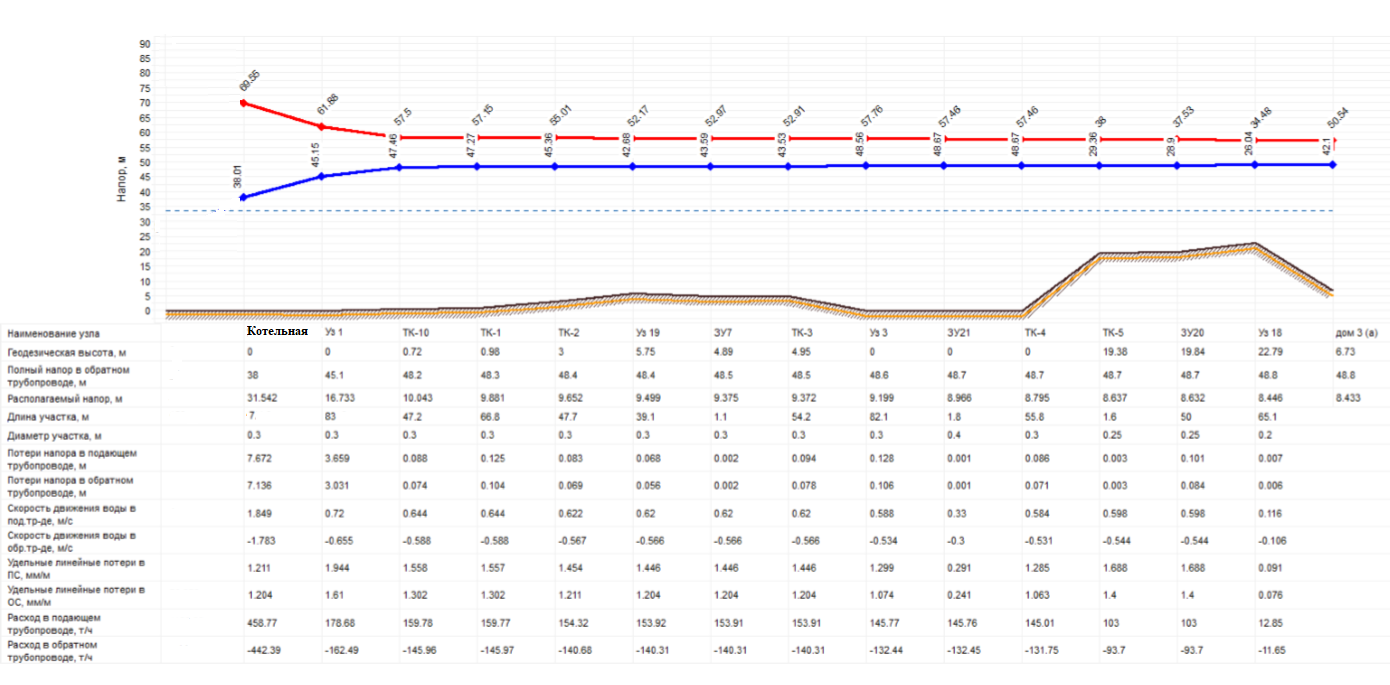 69.55 61.88 57.5 57.15 55.01 52.17 52.97 52.91 57.76 57.48 57.46 38 37.53 34.48 50.54
38.01 45.15 47.46 47.27 45.36 42.68 43.59 43.53 48.56 48.67 48.67 29.36 28.9 26.04 42.1
Напор, м
90
85
80
75
70
65
60
55
50
45
40
35
30
25
20
15
10
5
0
Наименование узла Котельная Уз 1 ТК-10 ТК-1 ТК-2 Уз 19 ЗУ7 ТК-3 Уз 3 ЗУ21 ТК-4 ТК-5 ЗУ20 Уз 18 дом 3 (а)
Геодезическая высота, м 0 0 0.72 0.98 3 5.75 4.89 4.95 0 0 0 19.38 19.84 22.79 6.73
Полный напор в обратном
трубопроводе, м 38 45.1 48.2 48.3 48.4 48.4 48.5 48.5 48.6 48.7 48.7 48.7 48.7 48.8 48.8
Располагаемый напор, м 31.542 16.733 10.043 9.881 9.652 9.499 9.375 9.372 9.199 8.966 8.795 8.637 8.632 8.446 8.433
Длина участка, м 7. 83 47.2 66.8 47.7 39.1 1.1 54.2 82.1 1.8 55.8 1.6 50 65.1
Диаметр участка, м 0.3 0.3 0.3 0.3 0.3 0.3 0.3 0.3 0.3 0.4 0.3 0.25 0.25 0.2
Потери напора в подающем
трубопроводе, м 7.672 3.659 0.088 0.125 0.083 0.068 0.002 0.094 0.128 0.001 0.086 0.003 0.101 0.007
Потери напора в обратном
трубопроводе, м 7.136 3.031 0.074 0.104 0.069 0.056 0.002 0.078 0.106 0.001 0.071 0.003 0.084 0.006
Скорость движения воды в
под.тр-де, м/с 1.849 0.72 0.644 0.644 0.622 0.62 0.62 0.62 0.588 0.33 0.584 0.598 0.598 0.116
Скорость движения воды в
обр.тр-де, м/с -1.783 -0.655 -0.588 -0.588 -0.567 -0.566 -0.566 -0.566 -0.534 -0.3 -0.531 -0.544 -0.544 -0.106
Удельные линейные потери в
ПС, мм/м 1.211 1.944 1.558 1.557 1.454 1.446 1.446 1.446 1.299 0.291 1.285 1.688 1.688 0.091
Удельные линейные потери в
ОС, мм/м 1.204 1.61 1.302 1.302 1.211 1.204 1.204 1.204 1.074 0.241 1.063 1.4 1.4 0.076
Расход в подающем
трубопроводе, т/ч 458.77 178.68 159.78 159.77 154.32 153.92 153.91 153.91 145.77 145.76 145.01 103 103 12.85
Расход в обратном
трубопроводе, т/ч -442.39 -162.49 -145.96 -145.97 -140.68 -140.31 -140.31 -140.31 -132.44 -132.45 -131.75 -93.7 -93.7 -11.65